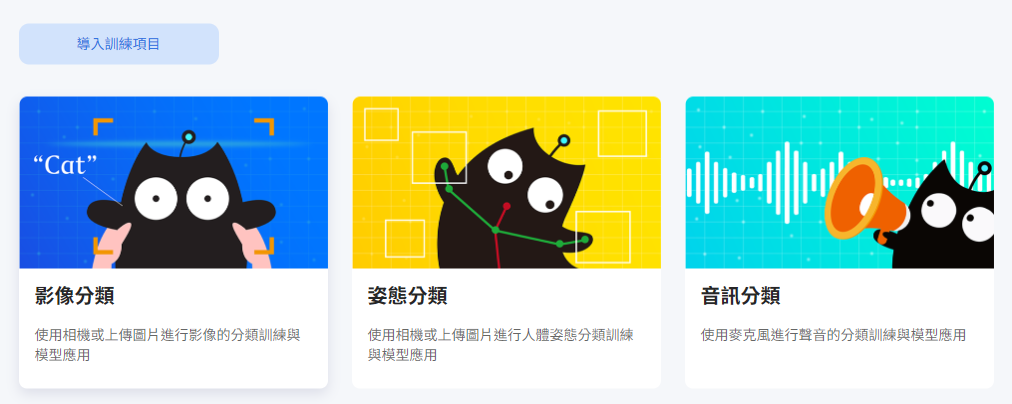 導入訓練項目
“Cat”
影像分類
使用相機或上傳圖片進行影像的分類訓練與
模型應用
姿態分類
使用相機或上傳圖片進行人體姿態分類訓練
與模型應用
音訊分類
使用麥克風進行聲音的分類訓練與模型應用